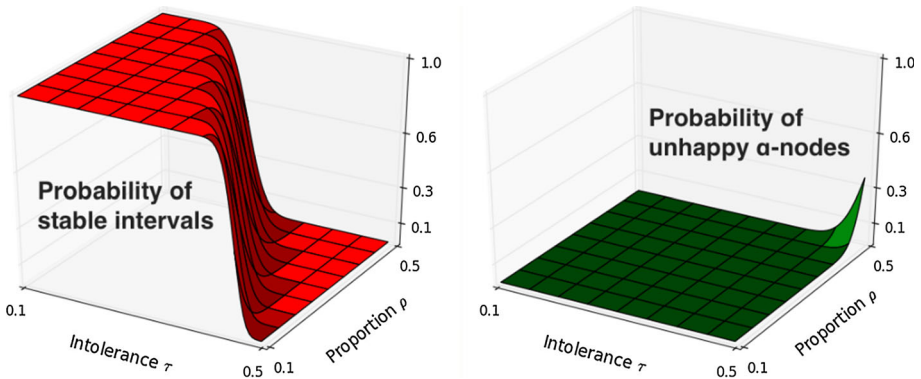 1.0
0.6
0.3
0.1
0.5
Probability of
stable intervals
0.1
Intolerance τ
0.5
0.1
Proportion ρ
1.0
0.6
0.3
0.1
0.5
Probability of
unhappy α-nodes
0.1
Intolerance τ
0.5
0.1
Proportion ρ